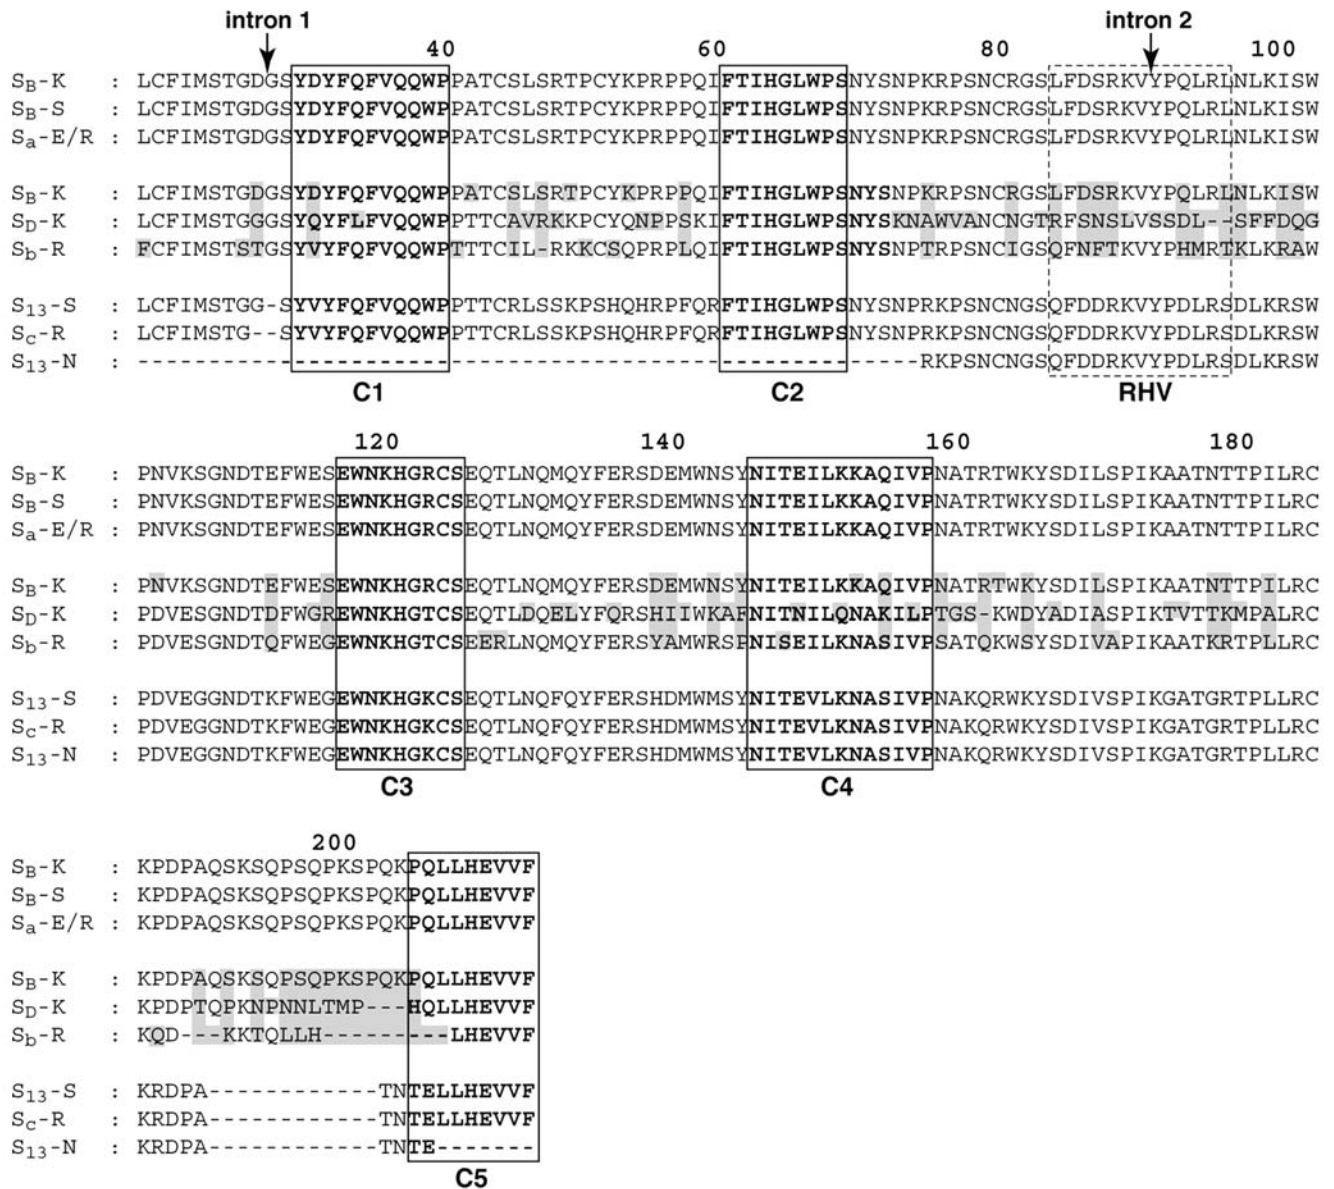 intron 1 intron 2
40 60 80 100
SB-K : LCFIMSTGDGSYDYFQFVQQWPPATCSLSRTPCYKPRPPQIFTIHGLWPSNYSNPKRPSNCRGSLFDSRKVYPQLRLNLKISW
SB-S : LCFIMSTGDGSYDYFQFVQQWPPATCSLSRTPCYKPRPPQIFTIHGLWPSNYSNPKRPSNCRGSLFDSRKVYPQLRLNLKISW
Sa-E/R : LCFIMSTGDGSYDYFQFVQQWPPATCSLSRTPCYKPRPPQIFTIHGLWPSNYSNPKRPSNCRGSLFDSRKVYPQLRLNLKISW
SB-K : LCFIMSTGDGSYDYFQFVQQWPPATCSLSRTPCYKPRPPQIFTIHGLWPSNYSNPKRPSNCRGSLFDSRKVYPQLRLNLKISW
SD-K : LCFIMSTGGGSYQYFLFVQQWPPTTCAVRKKPCYQNPPSKIFTIHGLWPSNYSKNAWVANCNGTRFSNSLVSSDL--SFFDQG
Sb-R : FCFIMSTSTGSYVYFQFVQQWPTTTCIL-RKKCSQPRPLQIFTIHGLWPSNYSNPTRPSNCIGSQFNFTKVYPHMRTKLKRAW
S13-S : LCFIMSTGG-SYVYFQFVQQWPPTTCRLSSKPSHQHRPFQRFTIHGLWPSNYSNPRKPSNCNGSQFDDRKVYPDLRSDLKRSW
Sc-R : LCFIMSTG--SYVYFQFVQQWPPTTCRLSSKPSHQHRPFQRFTIHGLWPSNYSNPRKPSNCNGSQFDDRKVYPDLRSDLKRSW
S13-N : -------------------------------------------------------RKPSNCNGSQFDDRKVYPDLRSDLKRSW
C1 C2 RHV
120 140 160 180
SB-K : PNVKSGNDTEFWESEWNKHGRCSEQTLNQMQYFERSDEMWNSYNITEILKKAQIVPNATRTWKYSDILSPIKAATNTTPILRC
SB-S : PNVKSGNDTEFWESEWNKHGRCSEQTLNQMQYFERSDEMWNSYNITEILKKAQIVPNATRTWKYSDILSPIKAATNTTPILRC
Sa-E/R : PNVKSGNDTEFWESEWNKHGRCSEQTLNQMQYFERSDEMWNSYNITEILKKAQIVPNATRTWKYSDILSPIKAATNTTPILRC
SB-K : PNVKSGNDTEFWESEWNKHGRCSEQTLNQMQYFERSDEMWNSYNITEILKKAQIVPNATRTWKYSDILSPIKAATNTTPILRC
SD-K : PDVESGNDTDFWGREWNKHGTCSEQTLDQELYFQRSHIIWKAFNITNILQNAKILPTGS-KWDYADIASPIKTVTTKMPALRC
Sb-R : PDVESGNDTQFWEGEWNKHGTCSEERLNQMQYFERSYAMWRSPNISEILKNASIVPSATQKWSYSDIVAPIKAATKRTPLLRC
S13-S : PDVEGGNDTKFWEGEWNKHGKCSEQTLNQFQYFERSHDMWMSYNITEVLKNASIVPNAKQRWKYSDIVSPIKGATGRTPLLRC
Sc-R : PDVEGGNDTKFWEGEWNKHGKCSEQTLNQFQYFERSHDMWMSYNITEVLKNASIVPNAKQRWKYSDIVSPIKGATGRTPLLRC
S13-N : PDVEGGNDTKFWEGEWNKHGKCSEQTLNQFQYFERSHDMWMSYNITEVLKNASIVPNAKQRWKYSDIVSPIKGATGRTPLLRC
C3 C4
200
SB-K : KPDPAQSKSQPSQPKSPQKPQLLHEVVF
SB-S : KPDPAQSKSQPSQPKSPQKPQLLHEVVF
Sa-E/R : KPDPAQSKSQPSQPKSPQKPQLLHEVVF
SB-K : KPDPAQSKSQPSQPKSPQKPQLLHEVVF
SD-K : KPDPTQPKNPNNLTMP---HQLLHEVVF
Sb-R : KQD---KKTQLLH---------LHEVVF
S13-S : KRDPA------------TNTELLHEVVF
Sc-R : KRDPA------------TNTELLHEVVF
S13-N : KRDPA------------TNTE-------
C5